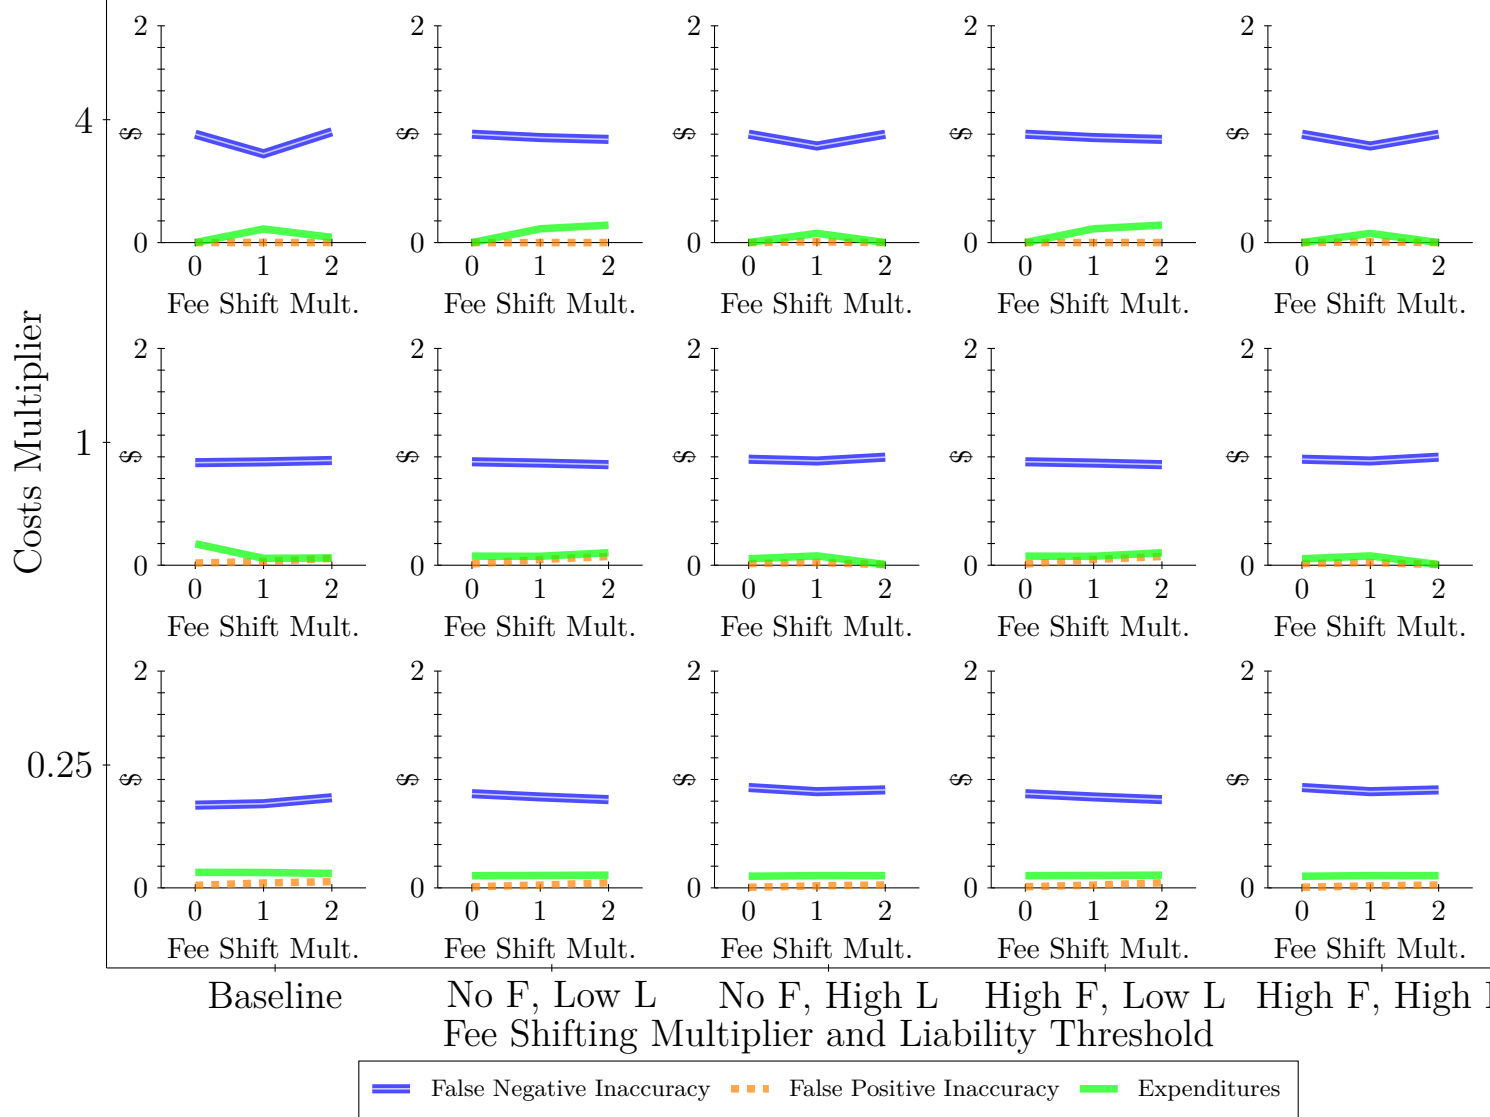 2
$
0
0 1 2
Fee Shift Mult.
2
$
0
0 1 2
Fee Shift Mult.
2
$
0
0 1 2
Fee Shift Mult.
2
$
0
0 1 2
Fee Shift Mult.
2
$
0
0 1 2
Fee Shift Mult.
4
2
$
0
0 1 2
Fee Shift Mult.
2
$
0
0 1 2
Fee Shift Mult.
2
$
0
0 1 2
Fee Shift Mult.
2
$
0
0 1 2
Fee Shift Mult.
2
$
0
0 1 2
Fee Shift Mult.
1
Costs Multiplier
2
$
0
0 1 2
Fee Shift Mult.
2
$
0
0 1 2
Fee Shift Mult.
2
$
0
0 1 2
Fee Shift Mult.
2
$
0
0 1 2
Fee Shift Mult.
2
$
0
0 1 2
Fee Shift Mult.
0.25
Baseline
No F, Low L
No F, High L
High F, Low L
High F, High
Fee Shifting Multiplier and Liability Threshold
False Negative Inaccuracy False Positive Inaccuracy Expenditures